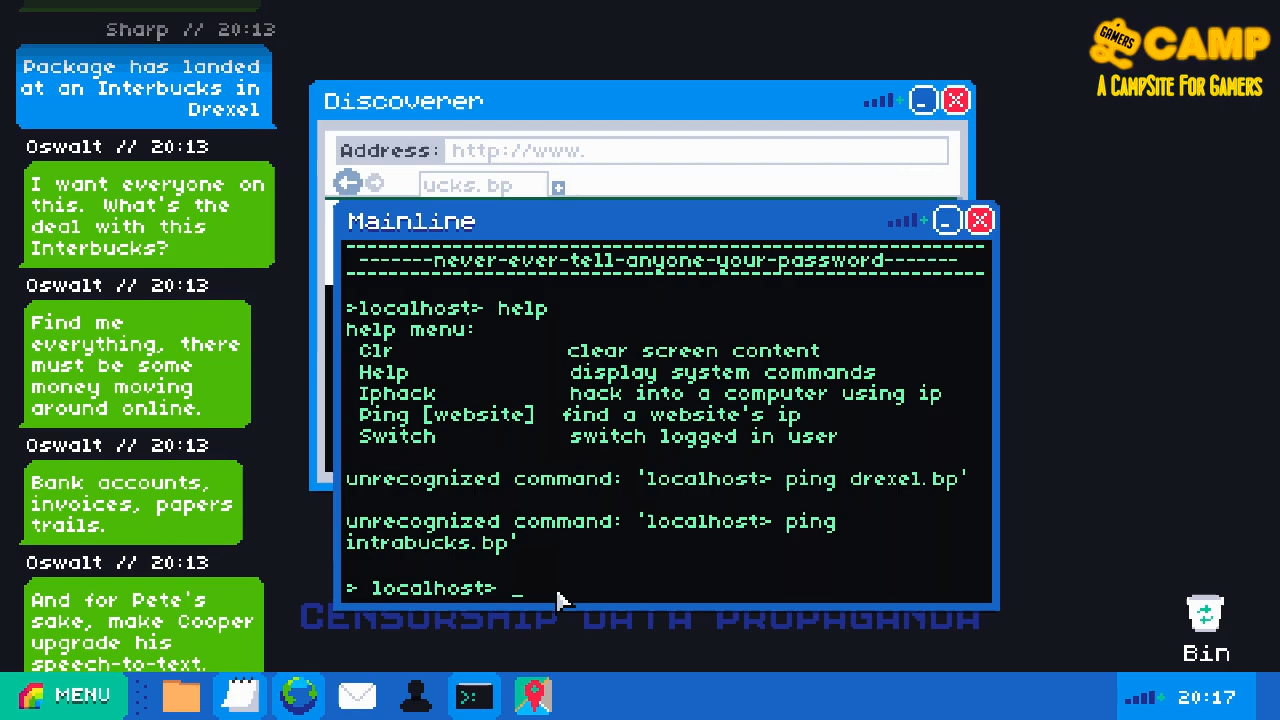 Sharp // 20:13
Package has landed
at an Interbucks in
Drexel
Oswalt // 20:13
I want everyone on
this. What's the
deal with this
Interbucks?
Oswalt // 20:13
Find me
everything, there
must be some
money moving
around online.
Oswalt // 20:13
Bank accounts,
invoices, papers
trails.
Oswalt // 20:13
And for Pete's
sake, make Cooper
upgrade his
speech-to-text.
GAMERS
CAMP
A CAMPSITE FOR GAMERS
Discoverer
Address: http://www.
ucks.bp
Mainline
-------never-ever-tell-anyone-your-password-------
>localhost> help
help menu:
Clr clear screen content
Help display system commands
Iphack hack into a computer using ip
Ping [website] find a website's ip
Switch switch logged in user
unrecognized command: 'localhost> ping drexel.bp'
unrecognized command: 'localhost> ping
intrabucks.bp'
> localhost> _
CENSORSHIP DATA PROPAGANDA
Bin
MENU
20:17